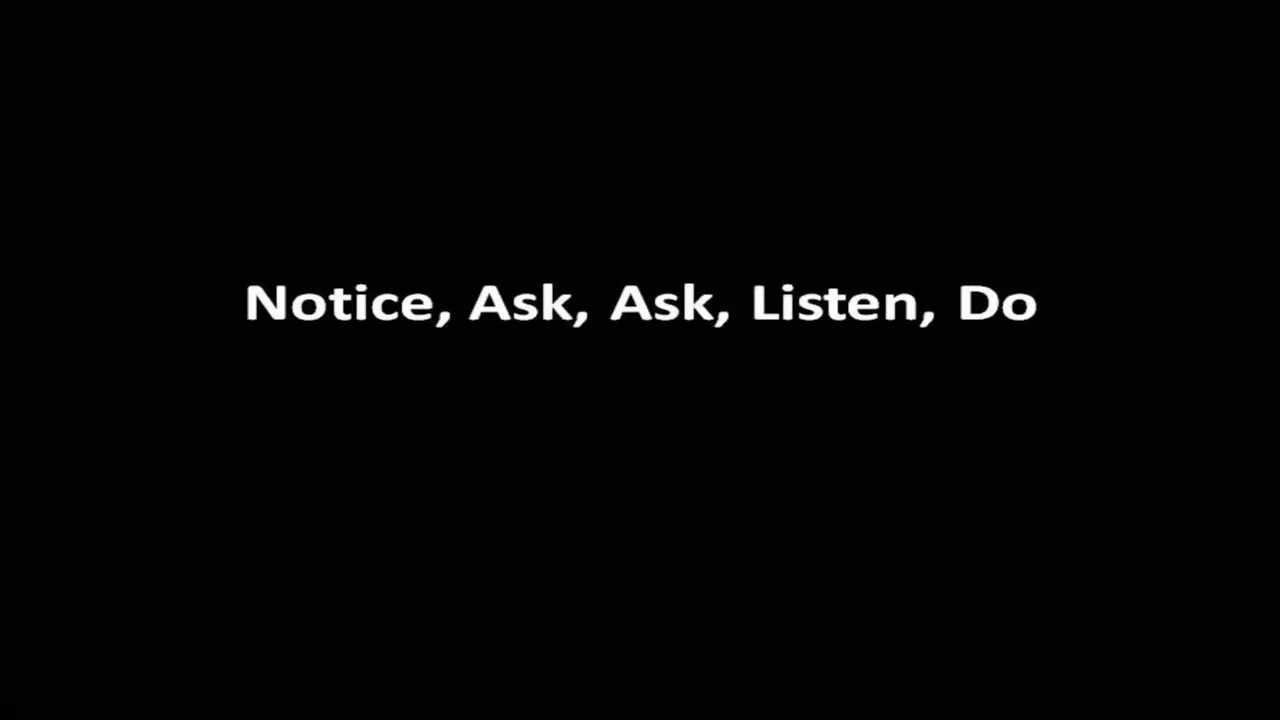 Notice, Ask, Ask, Listen, Do